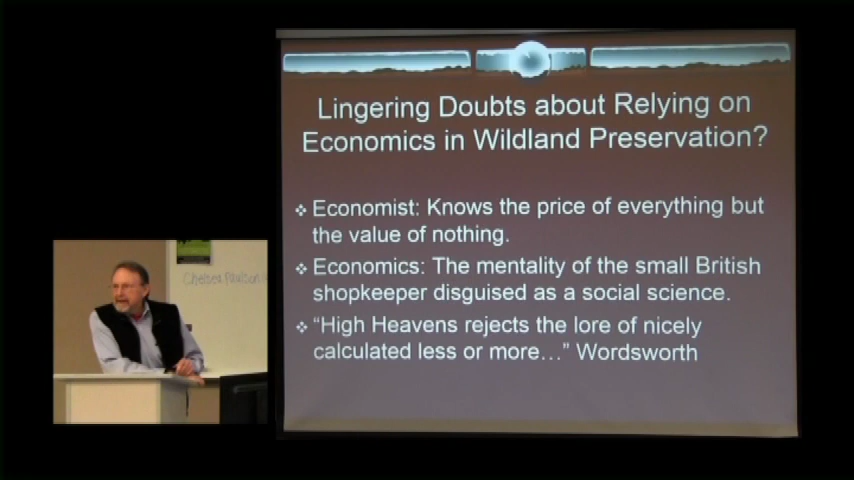 Lingering Doubts about Relying on
Economics in Wildland Preservation?
Economist: Knows the price of everything but
the value of nothing.
Economics: The mentality of the small British
shopkeeper disguised as a social science.
“High Heavens rejects the lore of nicely
calculated less or more…” Wordsworth
Chelsea